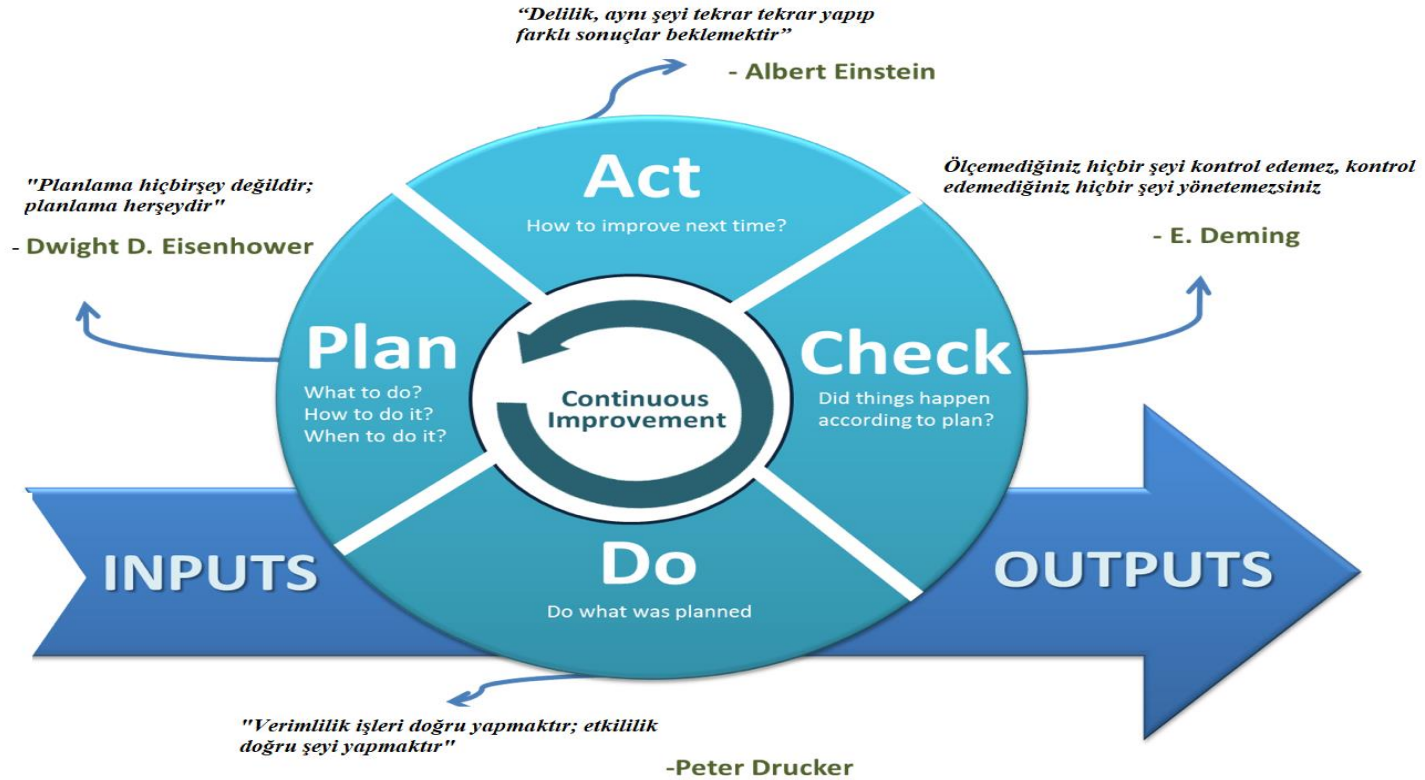 “Delilik, aynı şeyi tekrar tekrar yapıp
farklı sonuçlar beklemektir”
- Albert Einstein
Act
How to improve next time?
"Planlama hiçbirşey değildir;
planlama herşeydir"
- Dwight D. Eisenhower
Ölçemediğiniz hiçbir şeyi kontrol edemez, kontrol
edemediğiniz hiçbir şeyi yönetemezsiniz
- E. Deming
Plan
What to do?
How to do it?
When to do it?
Continuous
Improvement
Check
Did things happen
according to plan?
INPUTS
Do
Do what was planned
OUTPUTS
"Verimlilik işleri doğru yapmaktır; etkililik
doğru şeyi yapmaktır"
-Peter Drucker